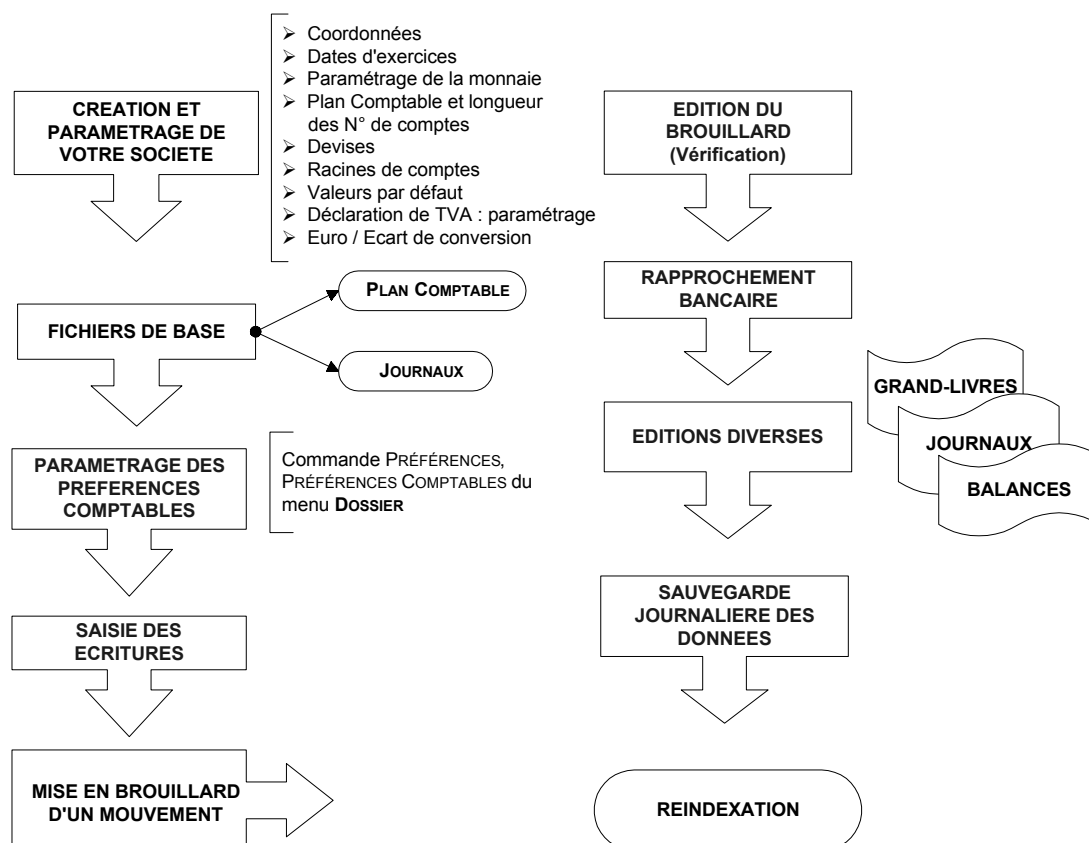 CREATION ET
PARAMETRAGE DE
VOTRE SOCIETE
➢ Coordonnées
➢ Dates d'exercices
➢ Paramétrage de la monnaie
➢ Plan Comptable et longueur
des N° de comptes
➢ Devises
➢ Racines de comptes
➢ Valeurs par défaut
➢ Déclaration de TVA : paramétrage
➢ Euro / Ecart de conversion
FICHIERS DE BASE
PLAN COMPTABLE
JOURNAUX
PARAMETRAGE DES
PREFERENCES
COMPTABLES
Commande PRÉFÉRENCES,
PRÉFÉRENCES COMPTABLES du
menu DOSSIER
SAISIE DES
ECRITURES
MISE EN BROUILLARD
D'UN MOUVEMENT
EDITION DU
BROUILLARD
(Vérification)
RAPPROCHEMENT
BANCAIRE
EDITIONS DIVERSES
GRAND-LIVRES
JOURNAUX
BALANCES
SAUVEGARDE
JOURNALIERE DES
DONNEES
REINDEXATION